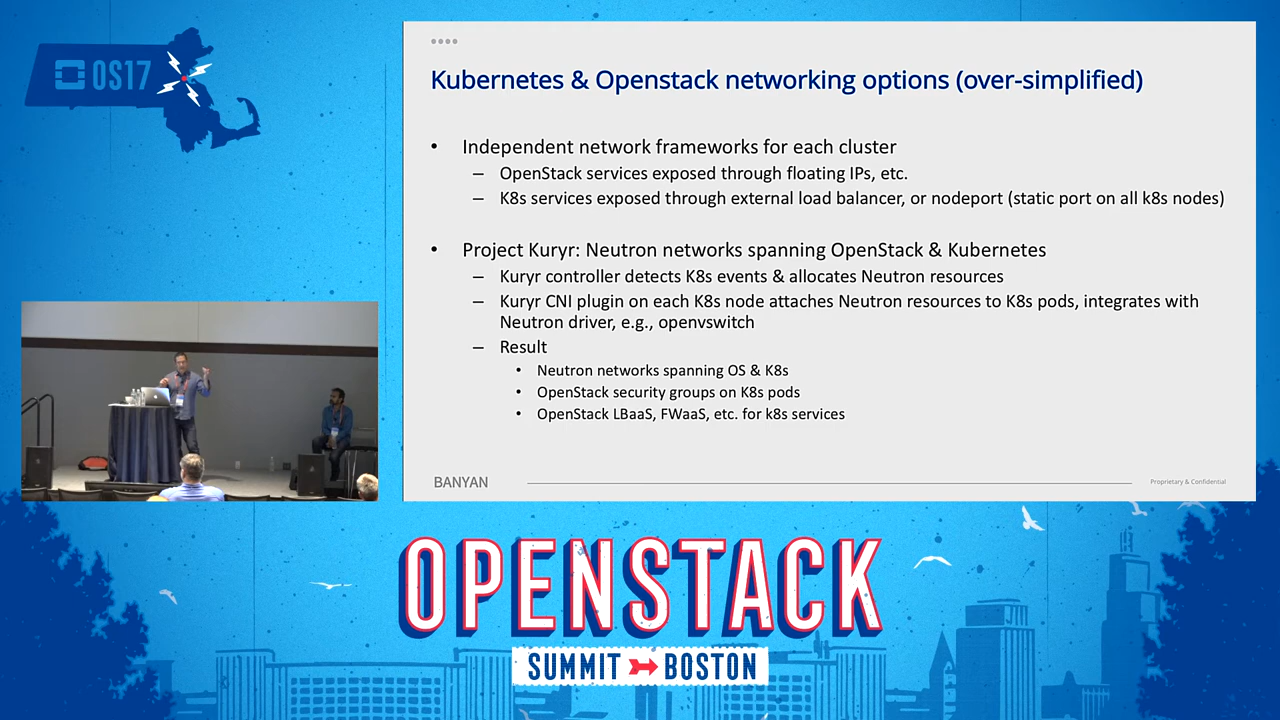 OS17
Kubernetes & Openstack networking options (over-simplified)
• Independent network frameworks for each cluster
– OpenStack services exposed through floating IPs, etc.
– K8s services exposed through external load balancer, or nodeport (static port on all k8s nodes)
• Project Kuryr: Neutron networks spanning OpenStack & Kubernetes
– Kuryr controller detects K8s events & allocates Neutron resources
– Kuryr CNI plugin on each K8s node attaches Neutron resources to K8s pods, integrates with
Neutron driver, e.g., openvswitch
– Result
• Neutron networks spanning OS & K8s
• OpenStack security groups on K8s pods
• OpenStack LBaaS, FWaaS, etc. for k8s services
BANYAN
Proprietary & Confidential
OPENSTACK
SUMMIT BOSTON